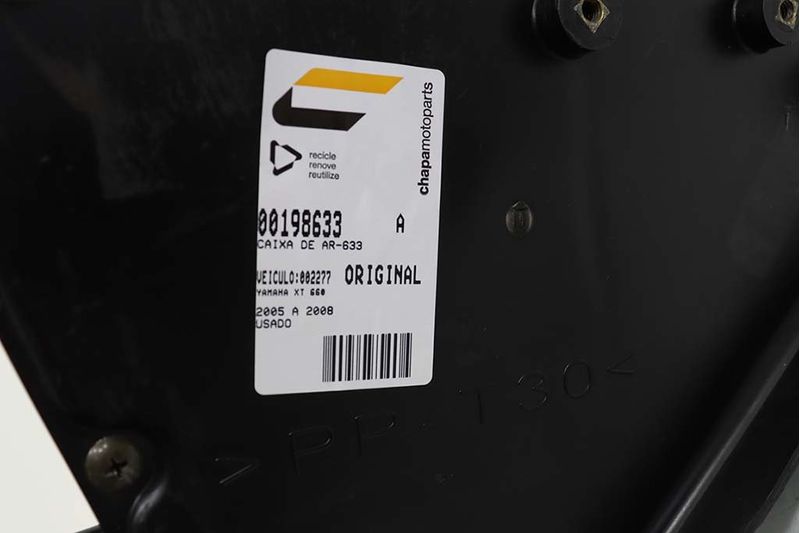 chapamotoparts
recicle
renove
reutilize
00198633 A
CAIXA DE AR-633
VEICULO:002277 ORIGINAL
YAMAHA XT 660
2005 A 2008
USADO
>PP-T30<